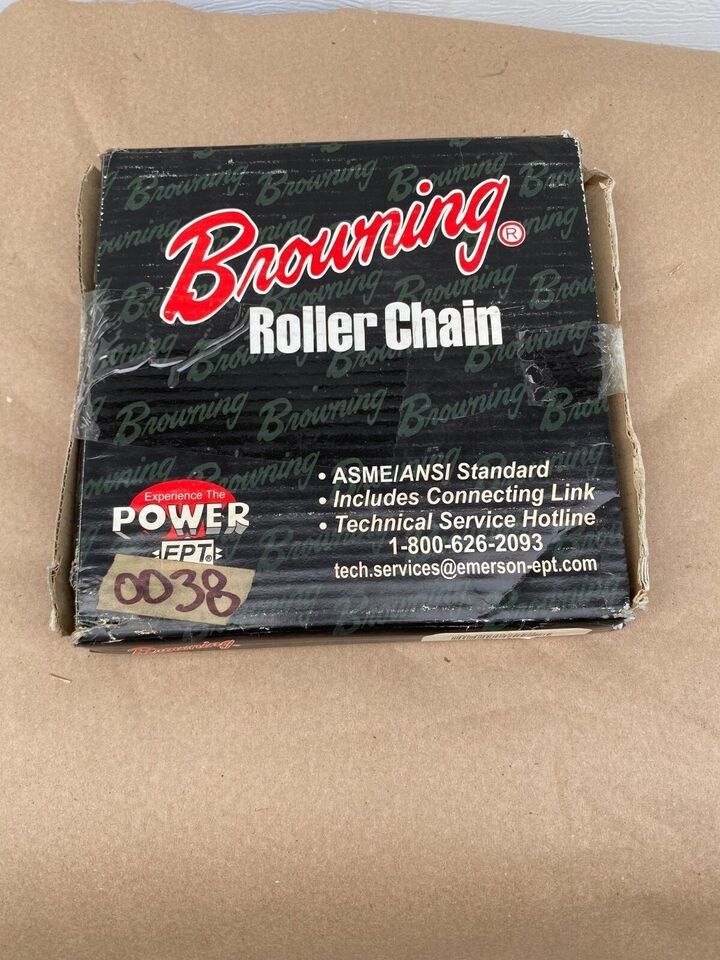 Browning®
Roller Chain
• ASME/ANSI Standard
• Includes Connecting Link
• Technical Service Hotline
1-800-626-2093
tech.services@emerson-ept.com
Experience The
POWER
EPT®
0038
Browning